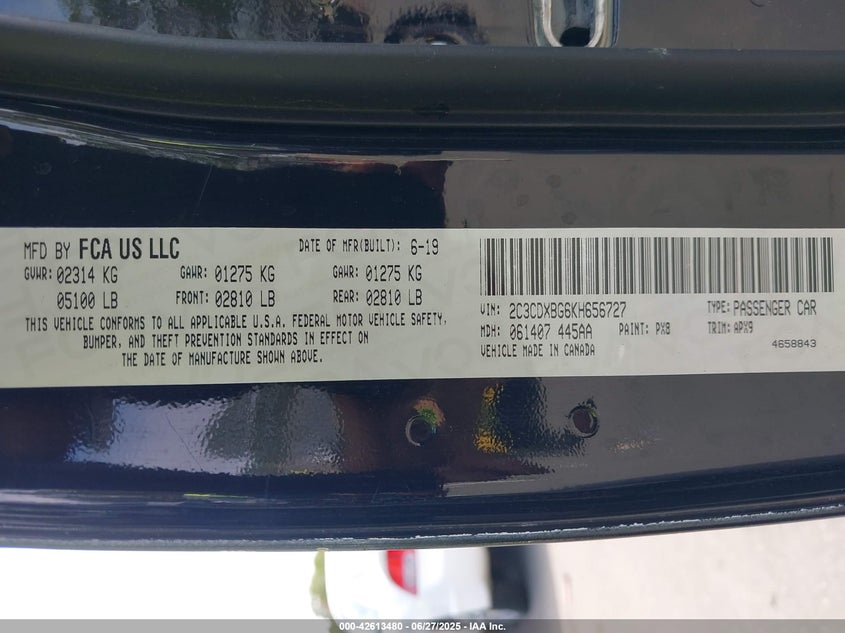 MFD BY FCA US LLC DATE OF MFR(BUILT): 6-19
GVWR: 02314 KG GAWR: 01275 KG GAWR: 01275 KG
05100 LB FRONT: 02810 LB REAR: 02810 LB
THIS VEHICLE CONFORMS TO ALL APPLICABLE U.S.A. FEDERAL MOTOR VEHICLE SAFETY,
BUMPER, AND THEFT PREVENTION STANDARDS IN EFFECT ON
THE DATE OF MANUFACTURE SHOWN ABOVE.
VIN: 2C3CDXBG6KH656727 TYPE: PASSENGER CAR
MDH: 061407 445AA PAINT: PX8 TRIM: APX9
VEHICLE MADE IN CANADA 4658843
000-42613480 - 06/27/2025 - IAA Inc.